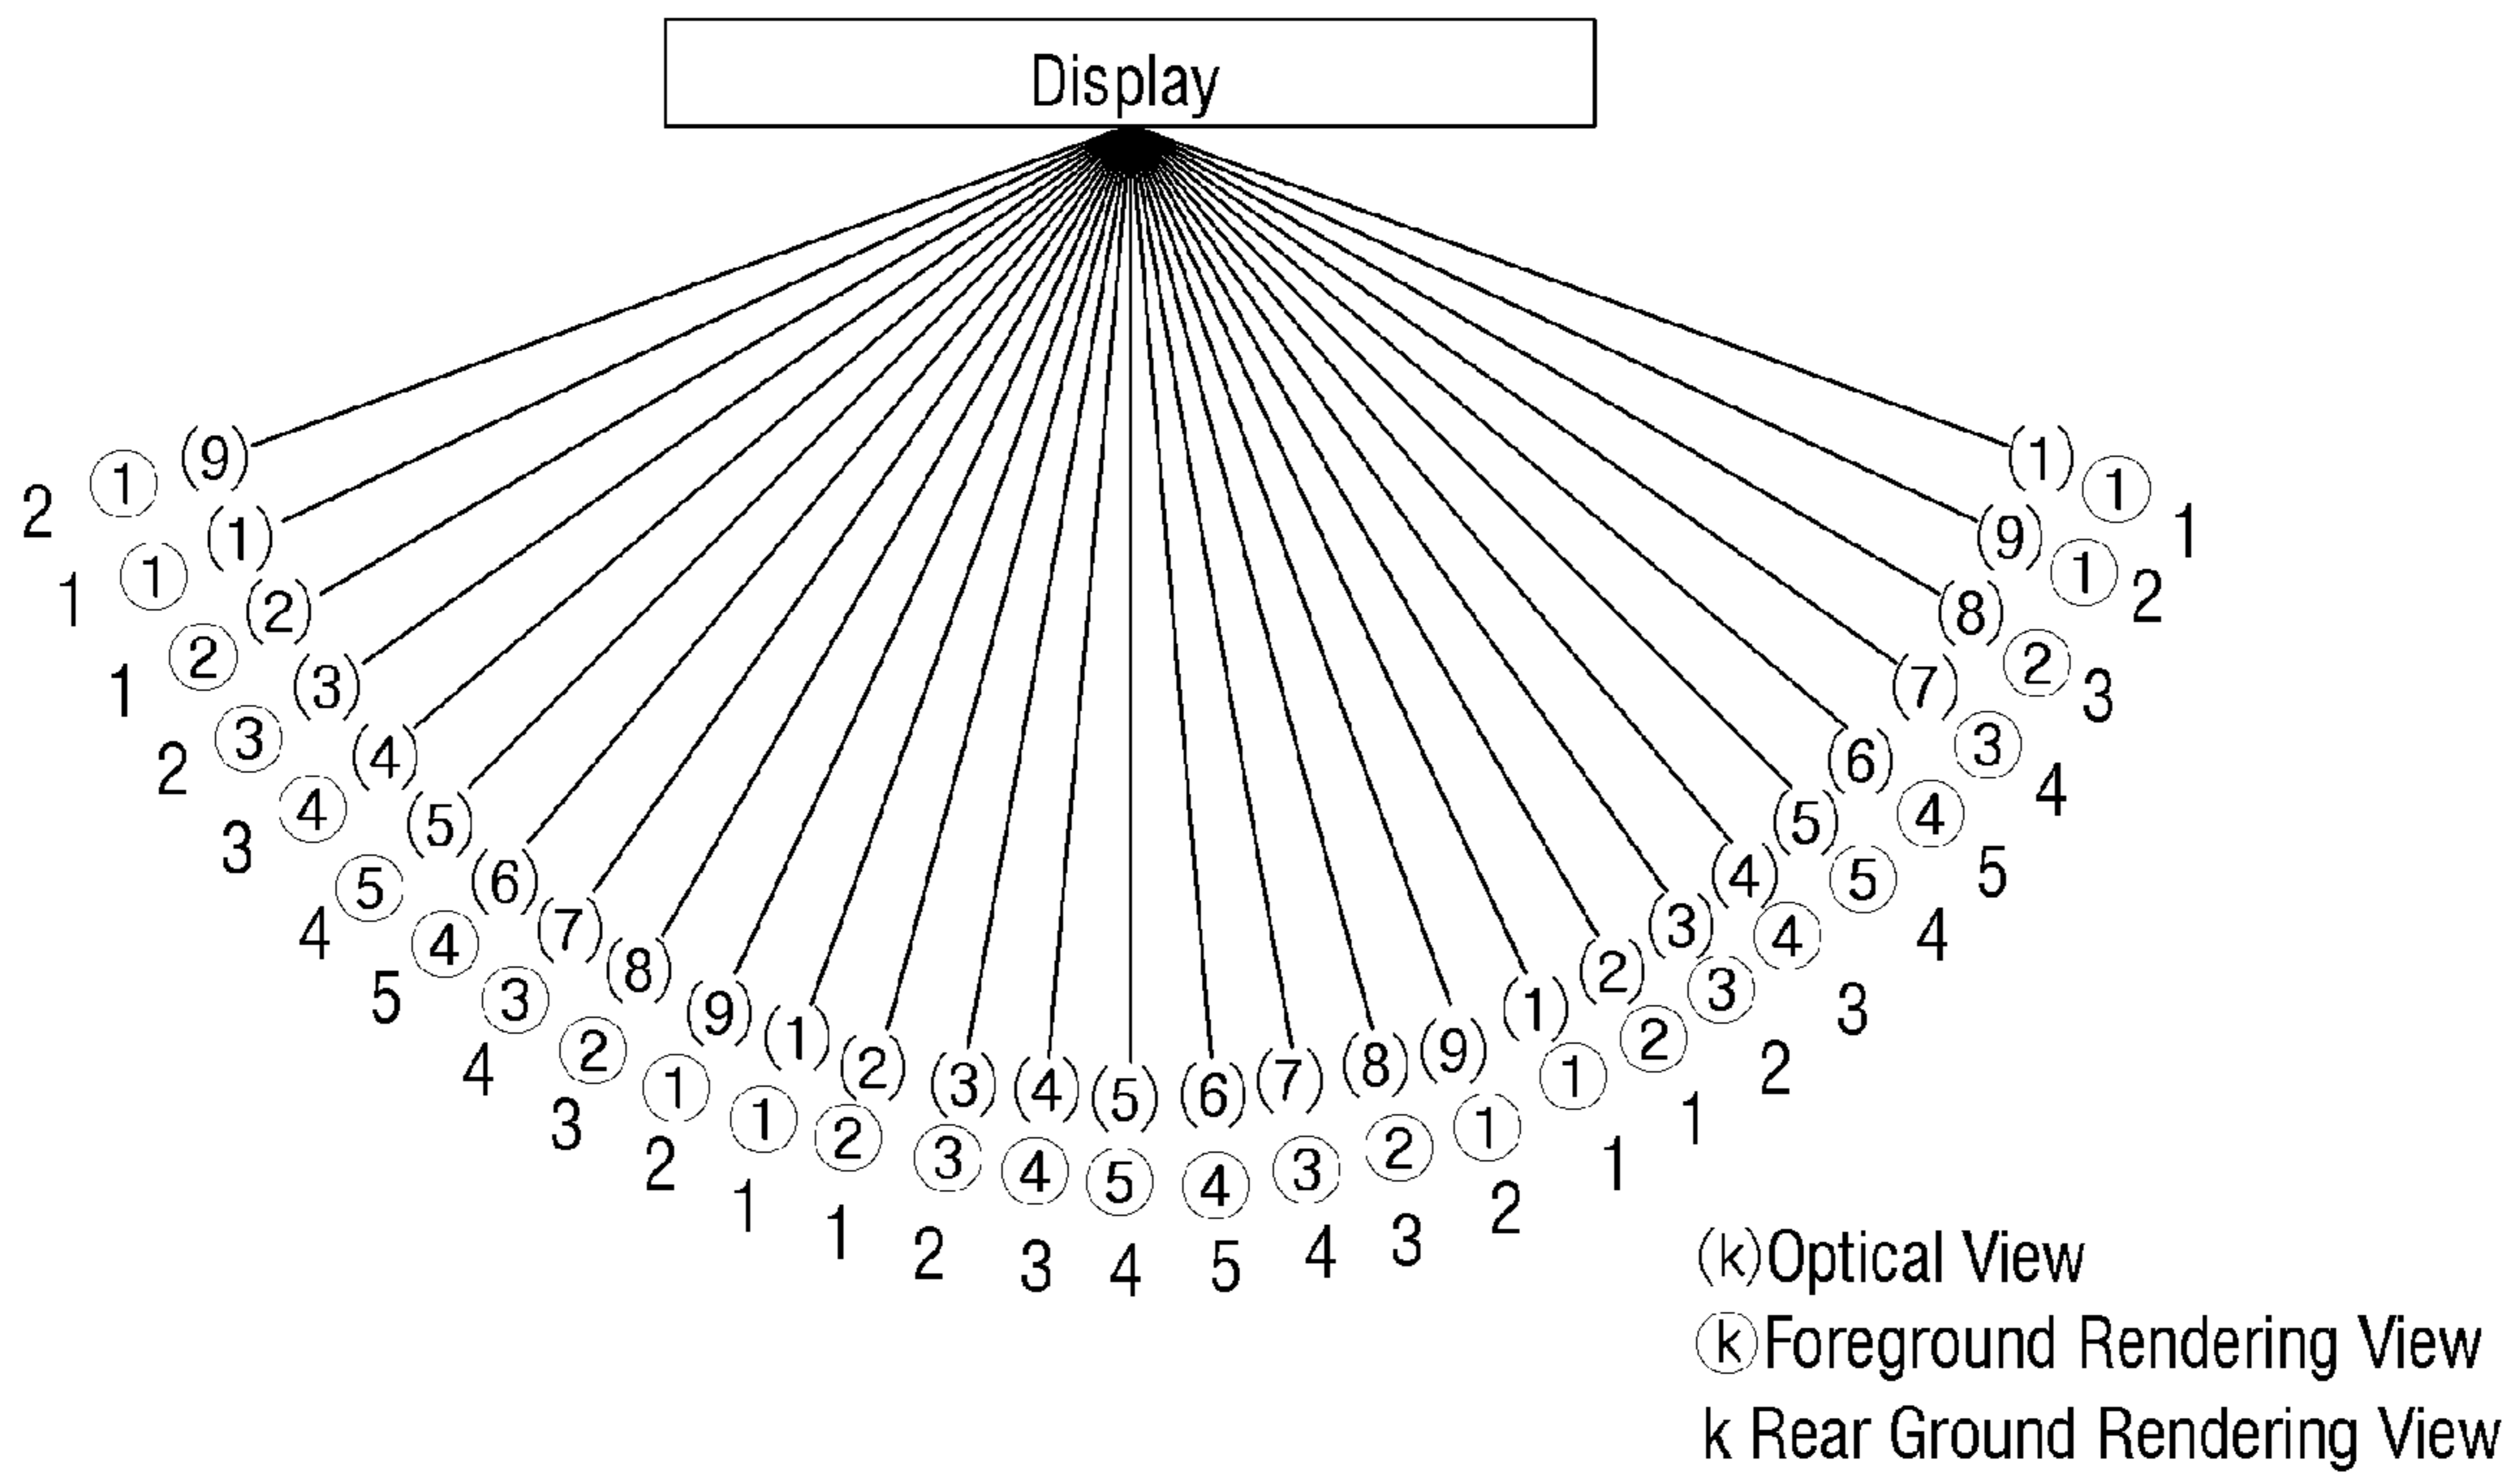 Display
(9) (1) (2) (3) (4) (5) (6) (7) (8) (9) (1) (2) (3) (4) (5) (6) (7) (8) (9) (1) (2) (3) (4) (5) (6) (7) (8) (9) (1)
① ① ② ③ ④ ⑤ ④ ③ ② ① ① ② ③ ④ ⑤ ④ ③ ② ① ① ② ③ ④ ⑤ ④ ③ ② ① ①
2 1 1 2 3 4 5 4 3 2 1 1 2 3 4 5 4 3 2 1 1 2 3 4 5 4 3 2 1
(k) Optical View
ⓚ Foreground Rendering View
k Rear Ground Rendering View